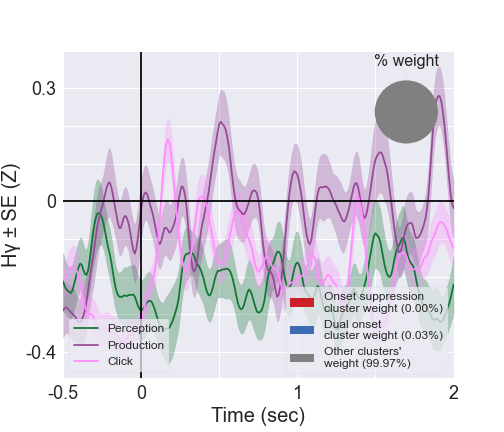 % weight
0.3
0
-0.4
Hγ ± SE (Z)
Perception
Production
Click
Onset suppression
cluster weight (0.00%)
Dual onset
cluster weight (0.03%)
Other clusters'
weight (99.97%)
-0.5
0
1
2
Time (sec)